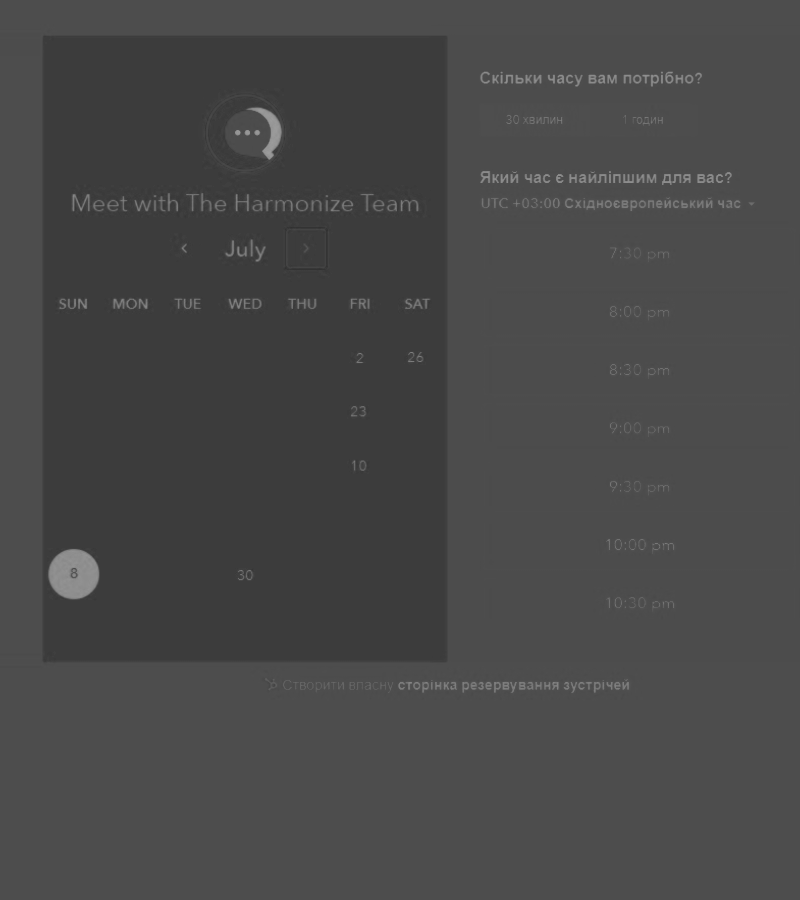 Meet with The Harmonize Team
July
SUN MON TUE WED THU FRI SAT
2 26
23
10
8 30
Скільки часу вам потрібно?
30 хвилин 1 годин
Який час є найліпшим для вас?
UTC +03:00 Східноєвропейський час
7:30 pm
8:00 pm
8:30 pm
9:00 pm
9:30 pm
10:00 pm
10:30 pm
Створити власну сторінка резервування зустрічей